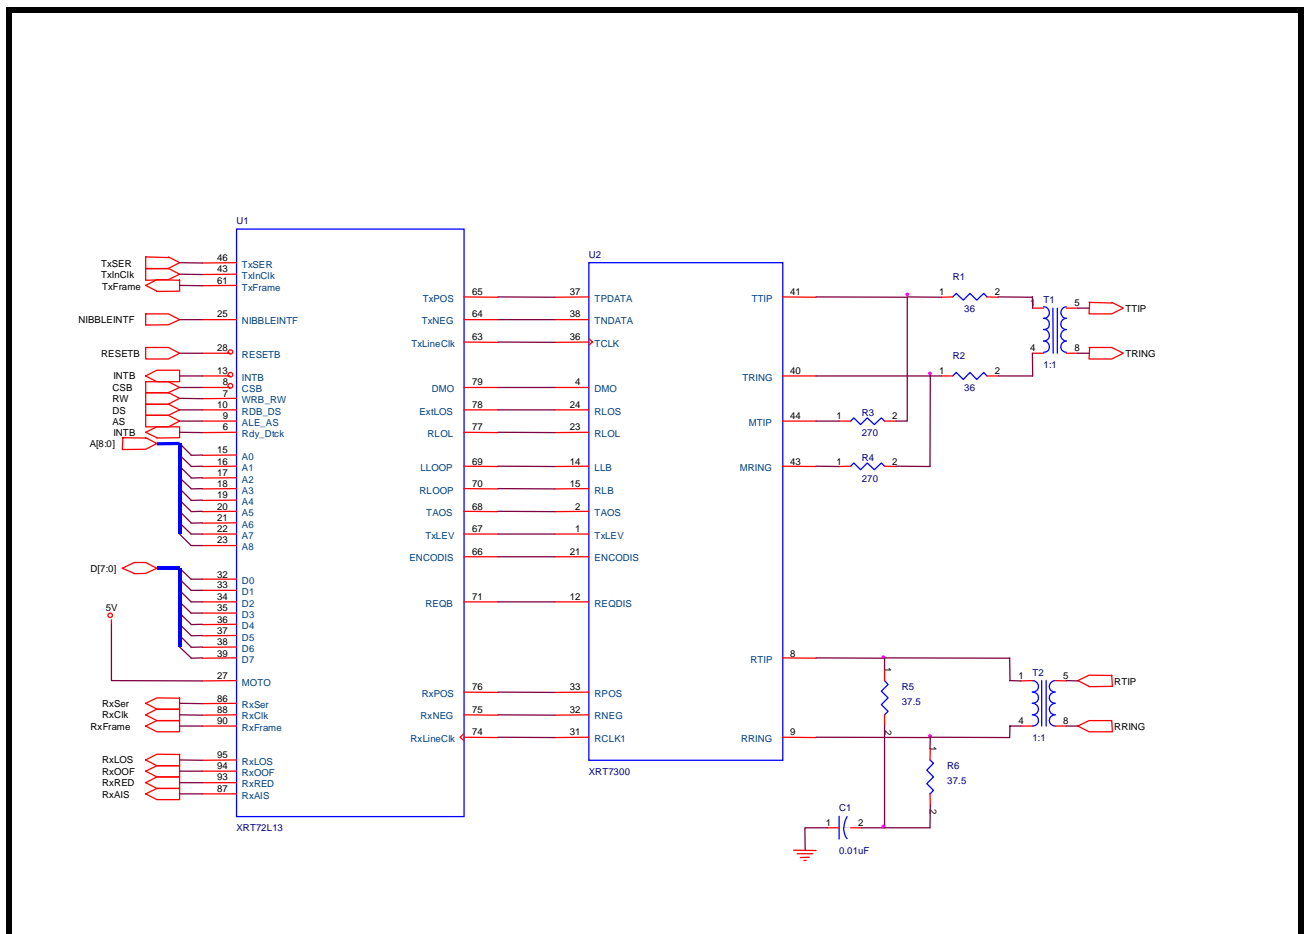 U1
TxSER 46 TxSER
TxInClk 43 TxInClk
TxFrame 61 TxFrame
NIBBLEINTF 25 NIBBLEINTF
RESETB 28 RESETB
INTB 13 INTB
CSB 8 CSB
RW 7 WRB_RW
DS 10 RDB_DS
AS 9 ALE_AS
INTB 6 Rdy_Dtck
A[8:0]
15 A0
16 A1
17 A2
18 A3
19 A4
20 A5
21 A6
22 A7
23 A8
D[7:0]
32 D0
33 D1
34 D2
35 D3
36 D4
37 D5
38 D6
39 D7
5V
27 MOTO
RxSer 86 RxSer
RxClk 88 RxClk
RxFrame 90 RxFrame
RxLOS 95 RxLOS
RxOOF 94 RxOOF
RxRED 93 RxRED
RxAIS 87 RxAIS
XRT72L13
U2
TxPOS 65 37 TPDATA
TxNEG 64 38 TNDATA
TxLineClk 63 36 TCLK
DMO 79 4 DMO
ExtLOS 78 24 RLOS
RLOL 77 23 RLOL
LLOOP 69 14 LLB
RLOOP 70 15 RLB
TAOS 68 2 TAOS
TxLEV 67 1 TxLEV
ENCODIS 66 21 ENCODIS
REQB 71 12 REQDIS
RxPOS 76 33 RPOS
RxNEG 75 32 RNEG
RxLineClk 74 31 RCLK1
XRT7300
TTIP 41
R1
1 2
36
TRING 40
R2
1 2
36
T1
1 5 TTIP
4 8 TRING
1:1
MTIP 44
1 R3 2
270
MRING 43
1 R4 2
270
RTIP 8
1
R5
37.5
2
T2
1 5 RTIP
4 8 RRING
1:1
RRING 9
1
R6
37.5
2
C1
1 2
0.01uF